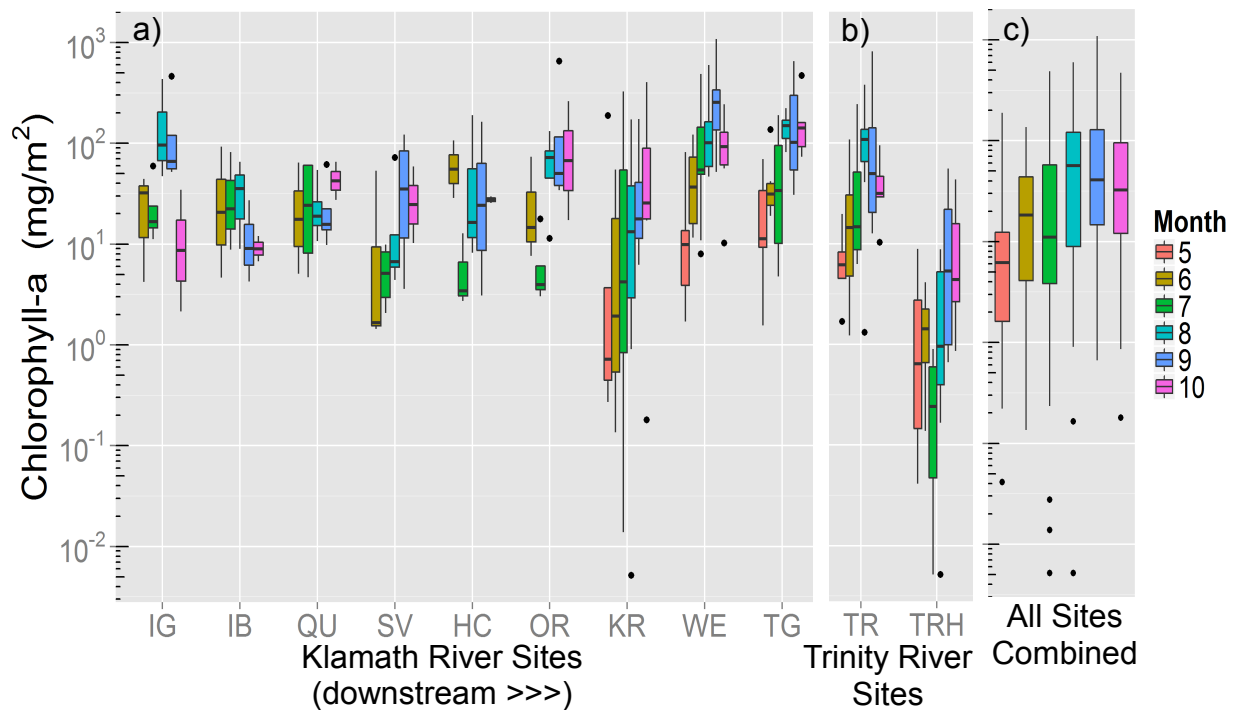 a)
b)
c)
Chlorophyll-a (mg/m²)
10³
10²
10¹
10⁰
10⁻¹
10⁻²
IG IB QU SV HC OR KR WE TG
TR TRH
Klamath River Sites
(downstream >>>)
Trinity River
Sites
All Sites
Combined
Month
5
6
7
8
9
10